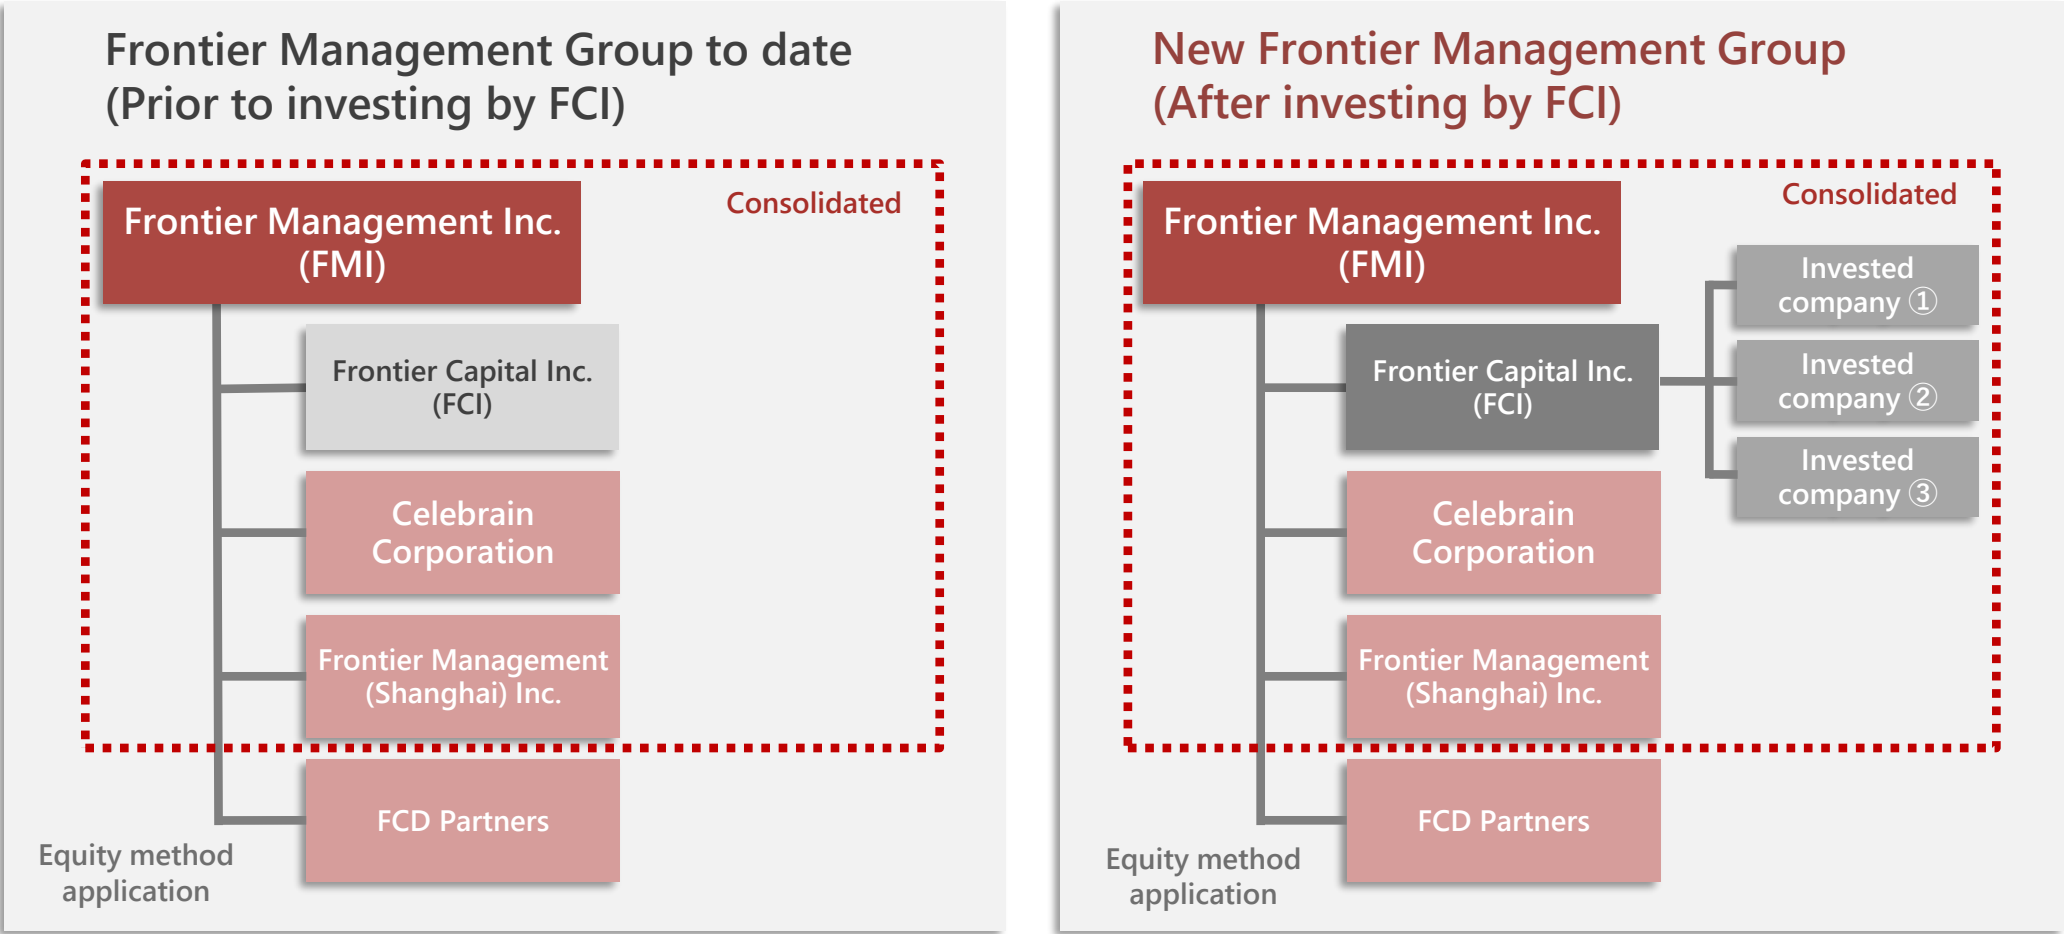 Frontier Management Group to date
(Prior to investing by FCI)
Consolidated
Frontier Management Inc.
(FMI)
Frontier Capital Inc.
(FCI)
Celebrain
Corporation
Frontier Management
(Shanghai) Inc.
FCD Partners
Equity method
application
New Frontier Management Group
(After investing by FCI)
Consolidated
Frontier Management Inc.
(FMI)
Invested
company ①
Frontier Capital Inc.
(FCI)
Invested
company ②
Invested
company ③
Celebrain
Corporation
Frontier Management
(Shanghai) Inc.
FCD Partners
Equity method
application